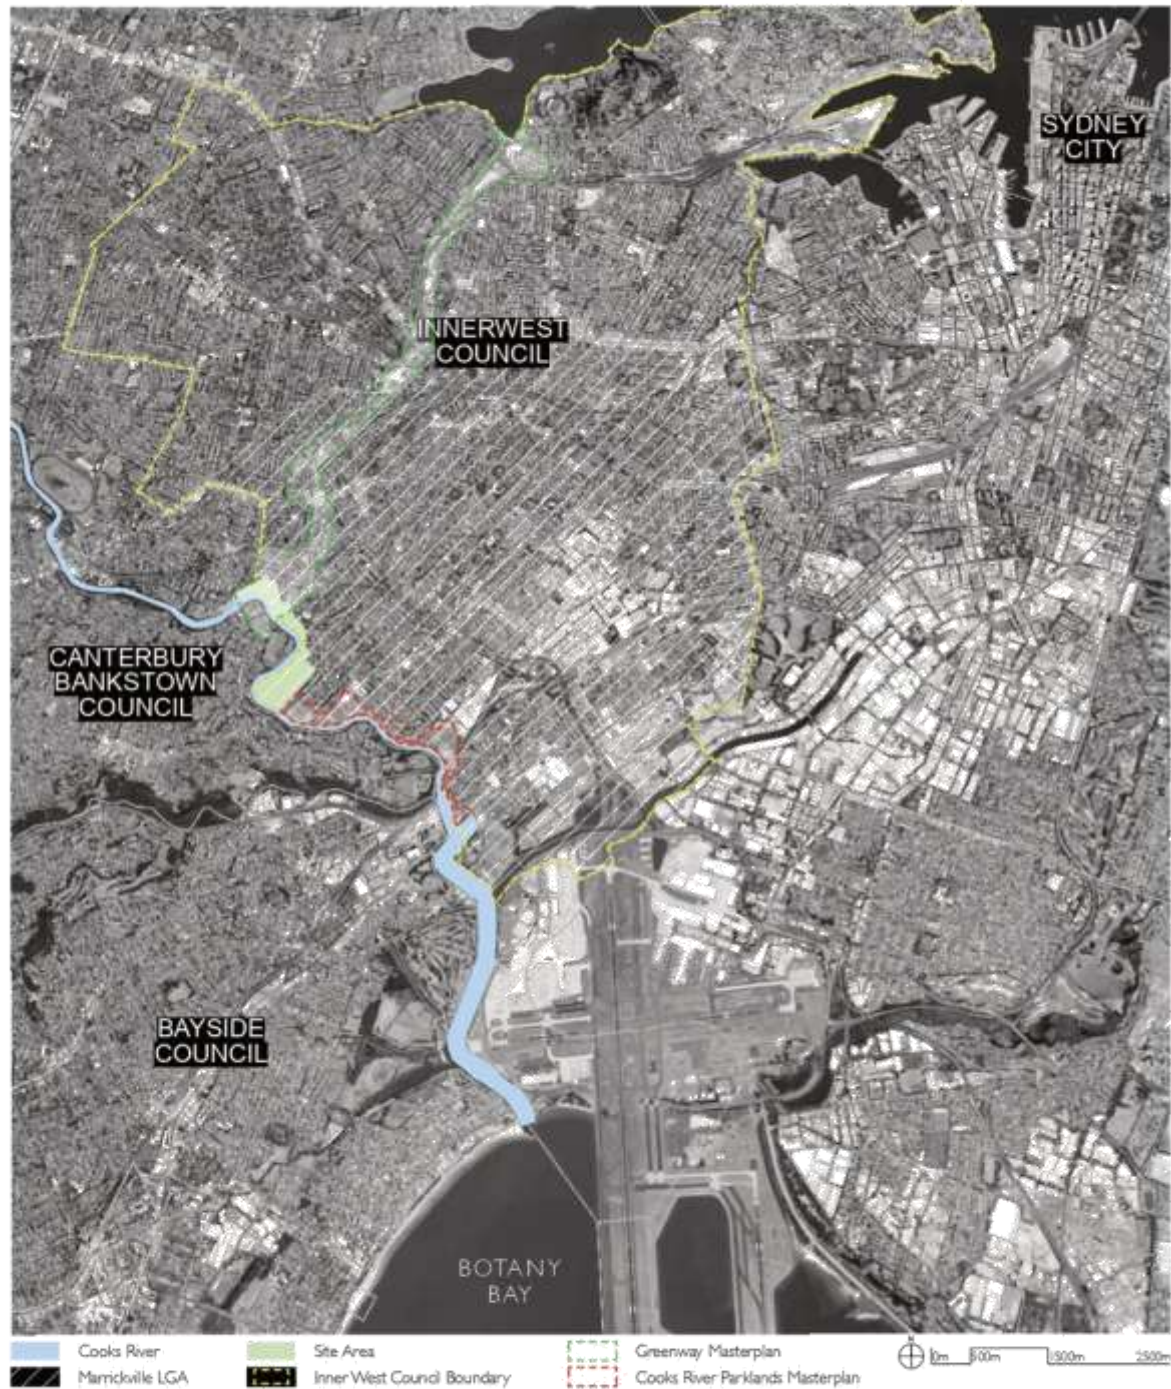 SYDNEY
CITY
INNERWEST
COUNCIL
CANTERBURY
BANKSTOWN
COUNCIL
BAYSIDE
COUNCIL
BOTANY
BAY
Cooks River
Site Area
Greenway Masterplan
N
0m 500m 1500m 2500m
Marrickville LGA
Inner West Council Boundary
Cooks River Parklands Masterplan